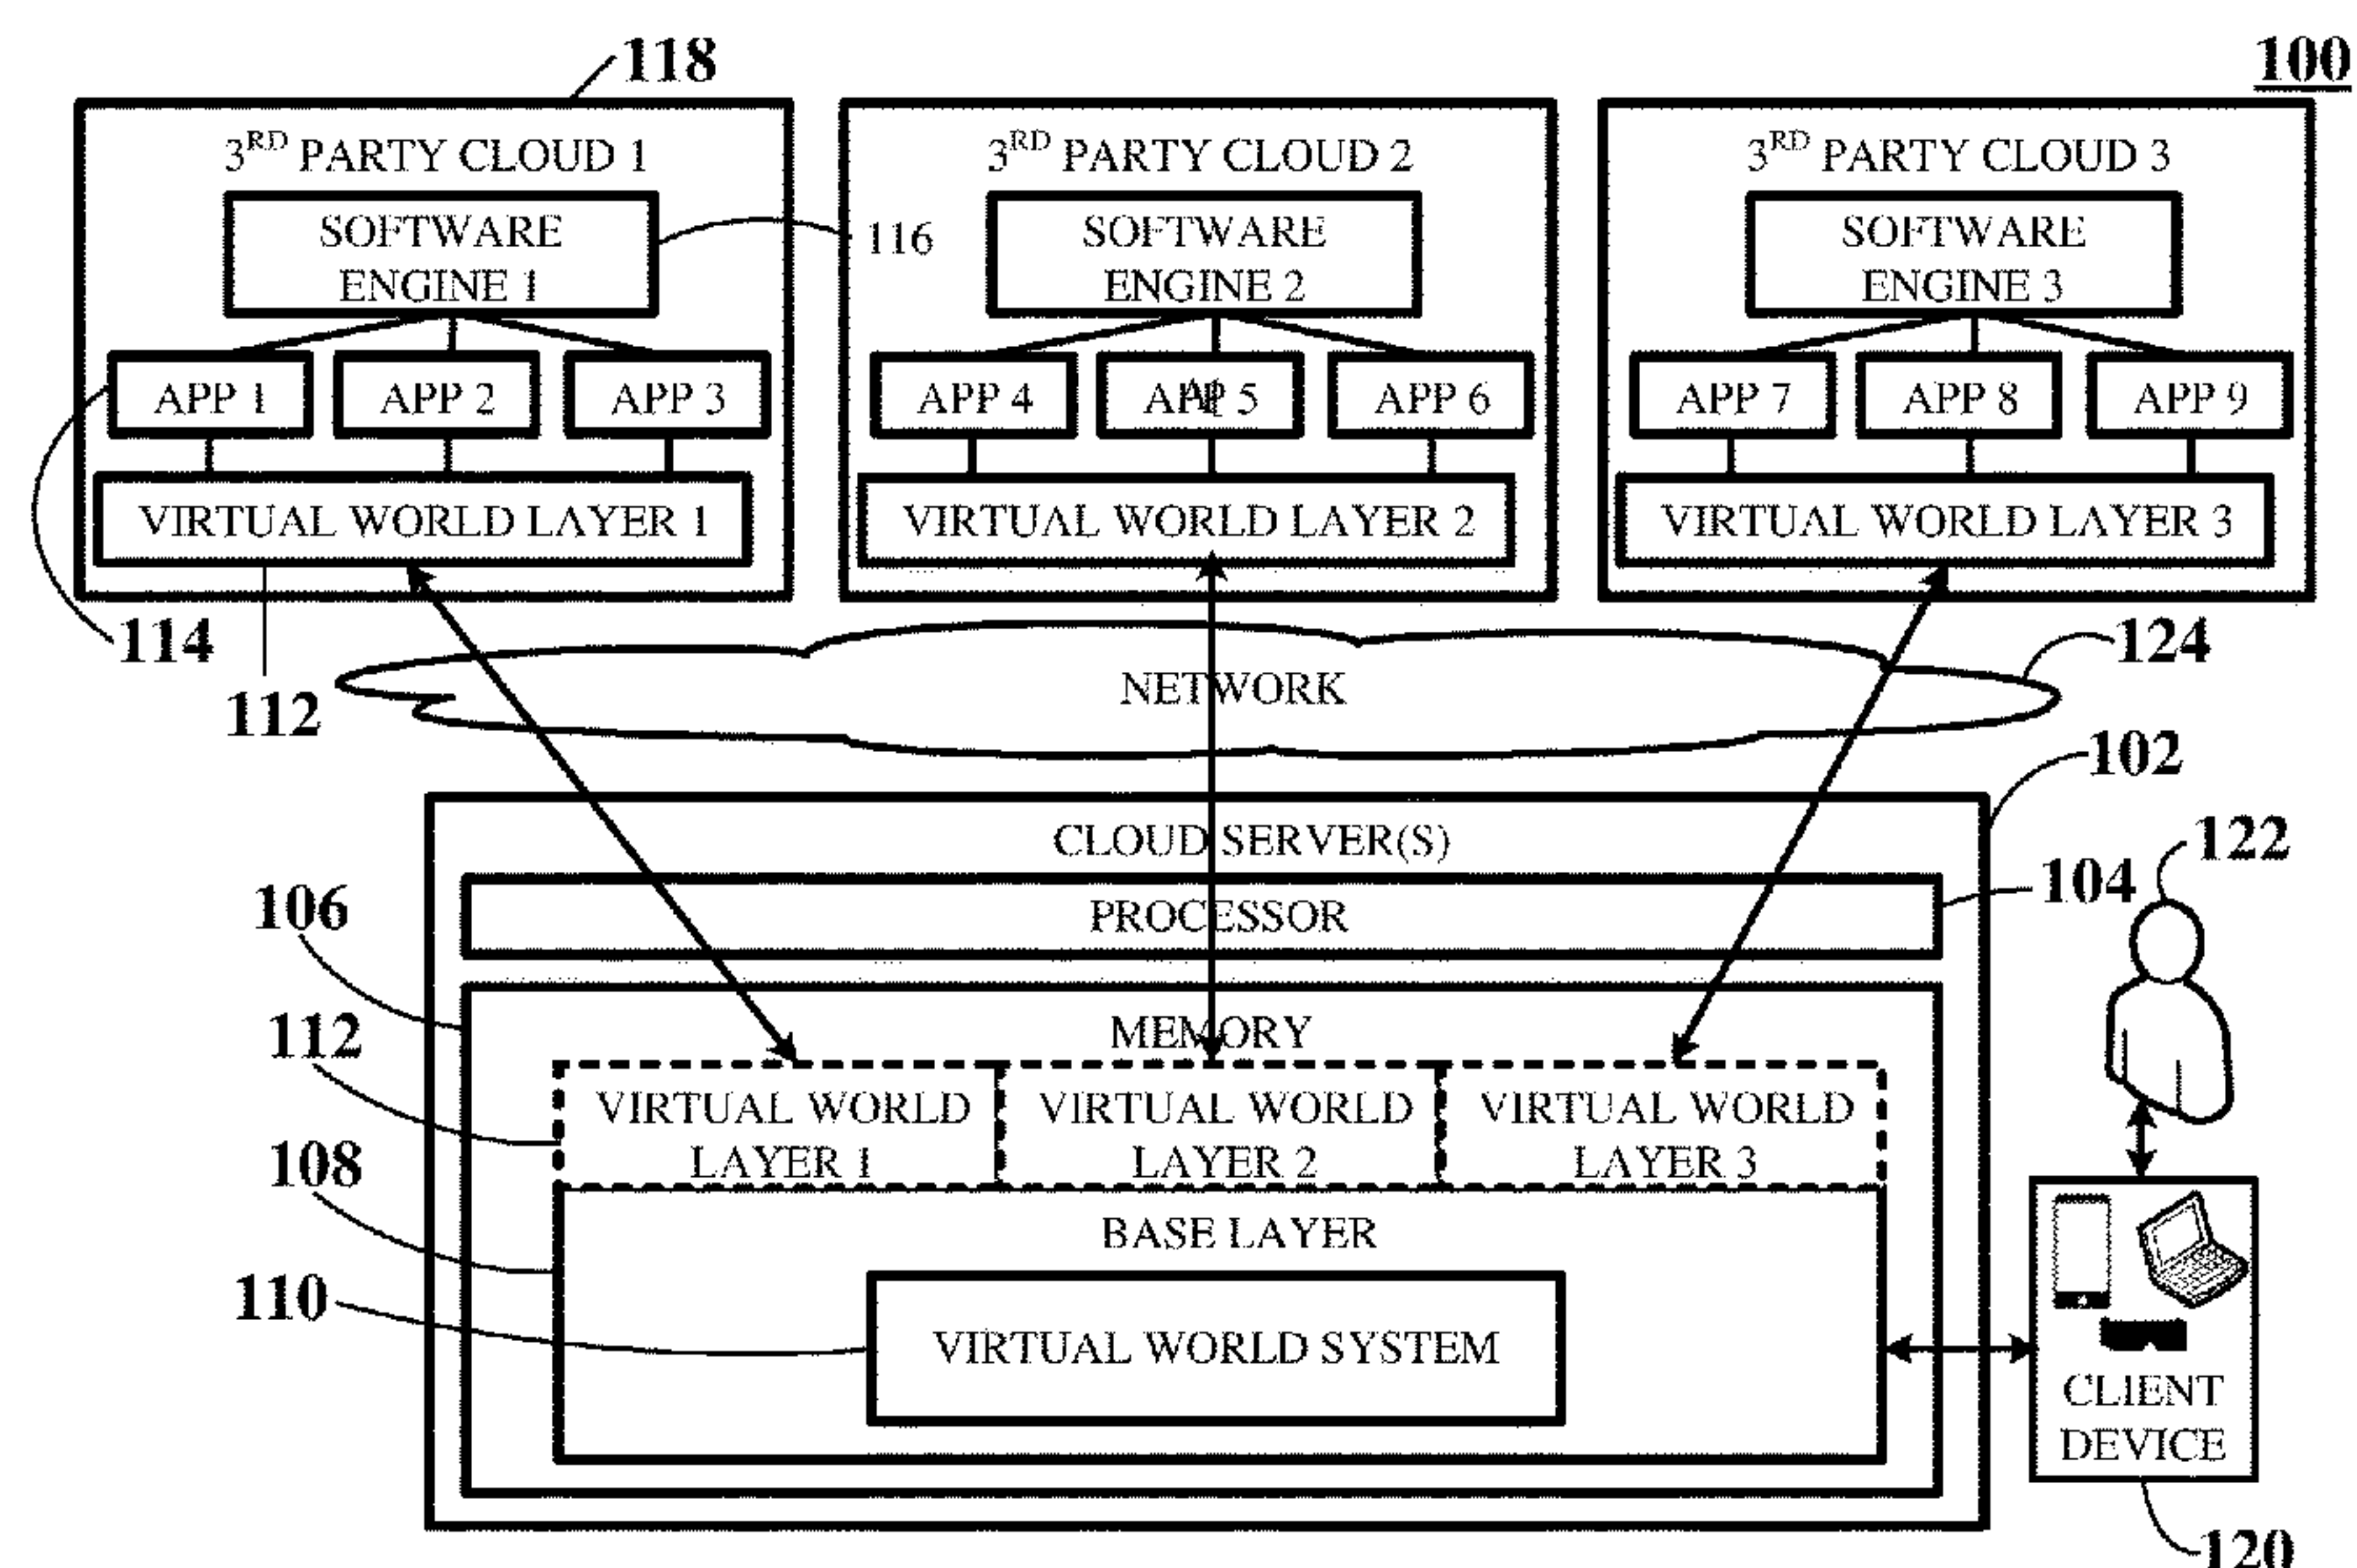 118
100
3RD PARTY CLOUD 1
3RD PARTY CLOUD 2
3RD PARTY CLOUD 3
SOFTWARE
ENGINE 1
116
SOFTWARE
ENGINE 2
SOFTWARE
ENGINE 3
APP 1
APP 2
APP 3
APP 4
APP 5
APP 6
APP 7
APP 8
APP 9
VIRTUAL WORLD LAYER 1
VIRTUAL WORLD LAYER 2
VIRTUAL WORLD LAYER 3
114
112
NETWORK
124
102
CLOUD SERVER(S)
122
104
PROCESSOR
106
112
MEMORY
VIRTUAL WORLD
LAYER 1
VIRTUAL WORLD
LAYER 2
VIRTUAL WORLD
LAYER 3
108
BASE LAYER
110
VIRTUAL WORLD SYSTEM
CLIENT
DEVICE
120